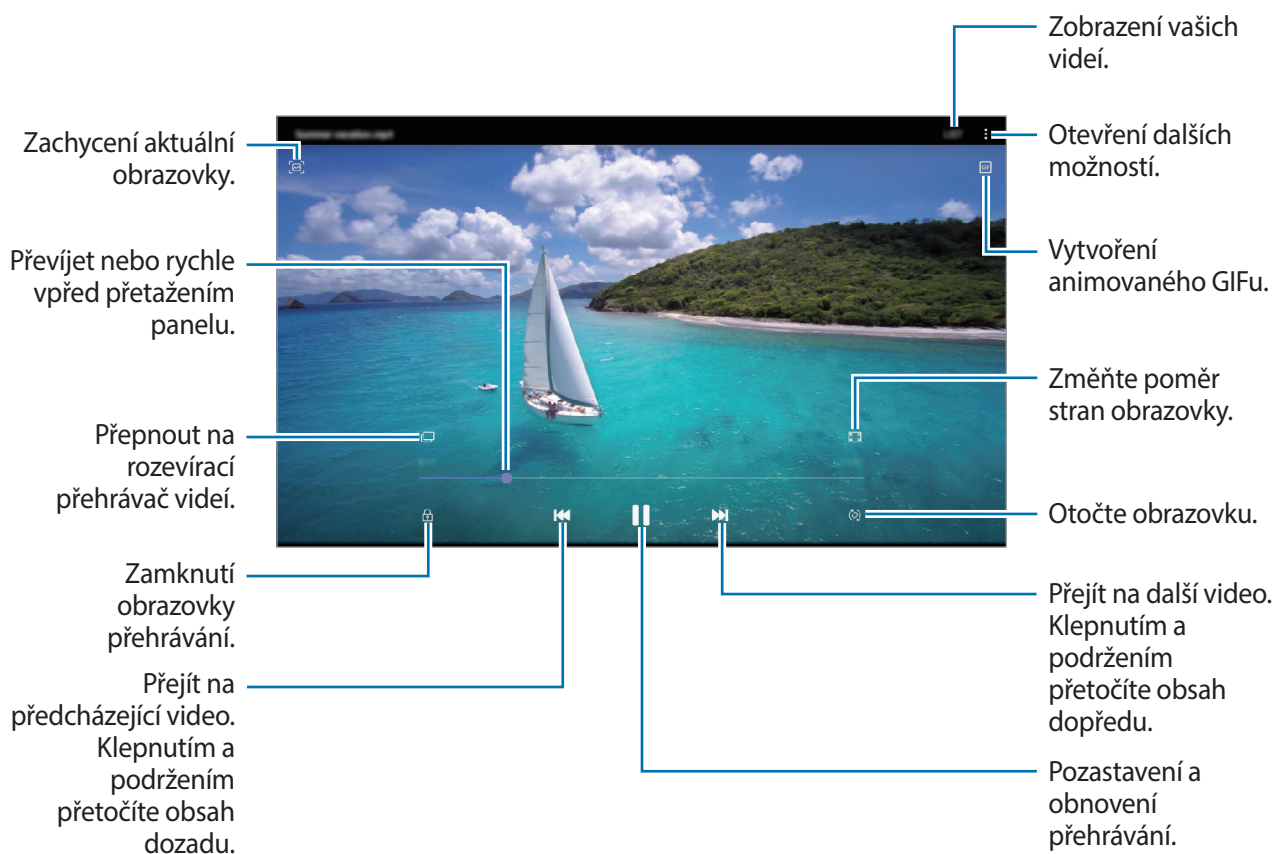 Zobrazení vašich
videí.
Zachycení aktuální
obrazovky.
Otevření dalších
možností.
GIF
Převíjet nebo rychle
vpřed přetažením
panelu.
Vytvoření
animovaného GIFu.
Změňte poměr
stran obrazovky.
Přepnout na
rozevírací
přehrávač videí.
Otočte obrazovku.
Zamknutí
obrazovky
přehrávání.
Přejít na další video.
Klepnutím a
podržením
přetočíte obsah
dopředu.
Přejít na
předcházející video.
Klepnutím a
podržením
přetočíte obsah
dozadu.
Pozastavení a
obnovení
přehrávání.